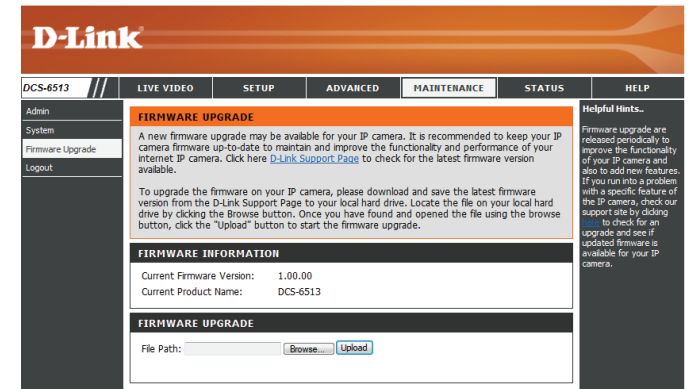 D-Link
DCS-6513
LIVE VIDEO
SETUP
ADVANCED
MAINTENANCE
STATUS
HELP
Admin
System
Firmware Upgrade
Logout
FIRMWARE UPGRADE
A new firmware upgrade may be available for your IP camera. It is recommended to keep your IP
camera firmware up-to-date to maintain and improve the functionality and performance of your
internet IP camera. Click here D-Link Support Page to check for the latest firmware version
available.
To upgrade the firmware on your IP camera, please download and save the latest firmware
version from the D-Link Support Page to your local hard drive. Locate the file on your local hard
drive by clicking the Browse button. Once you have found and opened the file using the browse
button, click the "Upload" button to start the firmware upgrade.
FIRMWARE INFORMATION
Current Firmware Version: 1.00.00
Current Product Name: DCS-6513
FIRMWARE UPGRADE
File Path: Browse... Upload
Helpful Hints..
Firmware upgrade are
released periodically to
improve the functionality
of your IP camera and
also to add new features.
If you run into a problem
with a specific feature of
the IP camera, check our
support site by clicking
here to check for an
upgrade and see if
updated firmware is
available for your IP
camera.